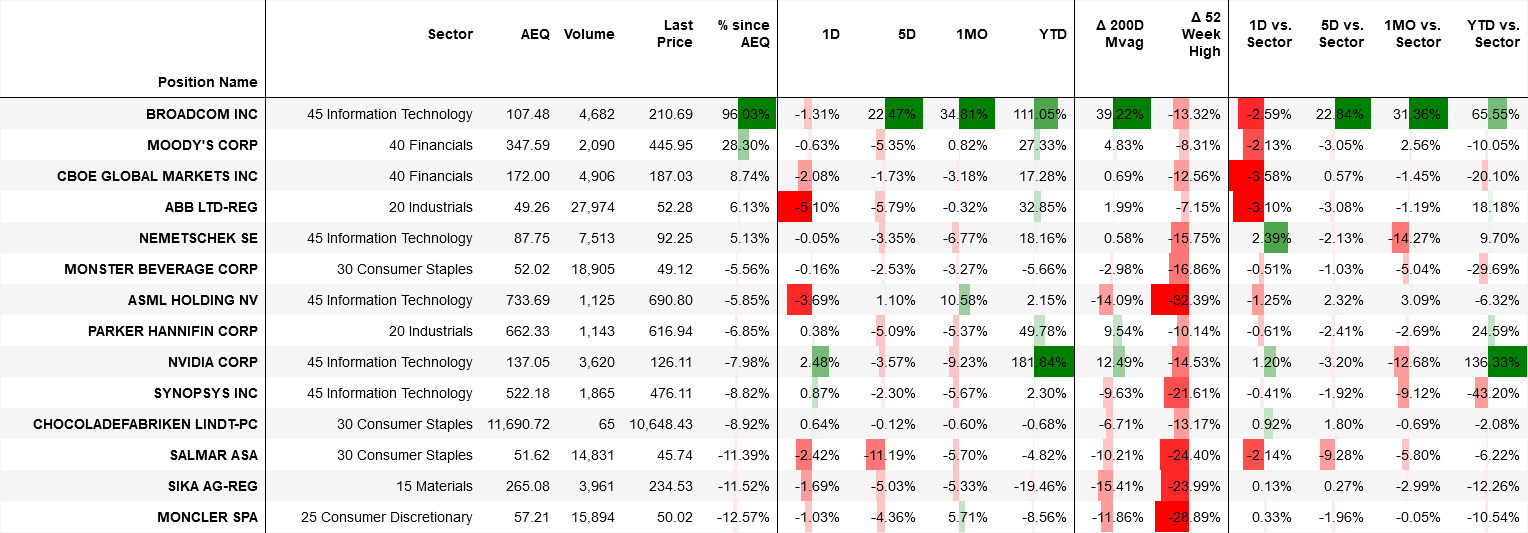 Position Name Sector AEQ Volume Last Price % since AEQ 1D 5D 1MO YTD Δ 200D Mvag Δ 52 Week High 1D vs. Sector 5D vs. Sector 1MO vs. Sector YTD vs. Sector
BROADCOM INC 45 Information Technology 107.48 4,682 210.69 96.03% -1.31% 22.47% 34.81% 111.05% 39.22% -13.32% -2.59% 22.84% 31.36% 65.55%
MOODY'S CORP 40 Financials 347.59 2,090 445.95 28.30% -0.63% -5.35% 0.82% 27.33% 4.83% -8.31% -2.13% -3.05% 2.56% -10.05%
CBOE GLOBAL MARKETS INC 40 Financials 172.00 4,906 187.03 8.74% -2.08% -1.73% -3.18% 17.28% 0.69% -12.56% -3.58% 0.57% -1.45% -20.10%
ABB LTD-REG 20 Industrials 49.26 27,974 52.28 6.13% -5.10% -5.79% -0.32% 32.85% 1.99% -7.15% -3.10% -3.08% -1.19% 18.18%
NEMETSCHEK SE 45 Information Technology 87.75 7,513 92.25 5.13% -0.05% -3.35% -6.77% 18.16% 0.58% -15.75% 2.39% -2.13% -14.27% 9.70%
MONSTER BEVERAGE CORP 30 Consumer Staples 52.02 18,905 49.12 -5.56% -0.16% -2.53% -3.27% -5.66% -2.98% -16.86% -0.51% -1.03% -5.04% -29.69%
ASML HOLDING NV 45 Information Technology 733.69 1,125 690.80 -5.85% -3.69% 1.10% 10.58% 2.15% -14.09% -32.39% -1.25% 2.32% 3.09% -6.32%
PARKER HANNIFIN CORP 20 Industrials 662.33 1,143 616.94 -6.85% 0.38% -5.09% -5.37% 49.78% 9.54% -10.14% -0.61% -2.41% -2.69% 24.59%
NVIDIA CORP 45 Information Technology 137.05 3,620 126.11 -7.98% 2.48% -3.57% -9.23% 181.84% 12.49% -14.53% 1.20% -3.20% -12.68% 136.33%
SYNOPSYS INC 45 Information Technology 522.18 1,865 476.11 -8.82% 0.87% -2.30% -5.67% 2.30% -9.63% -21.61% -0.41% -1.92% -9.12% -43.20%
CHOCOLADEFABRIKEN LINDT-PC 30 Consumer Staples 11,690.72 65 10,648.43 -8.92% 0.64% -0.12% -0.60% -0.68% -6.71% -13.17% 0.92% 1.80% -0.69% -2.08%
SALMAR ASA 30 Consumer Staples 51.62 14,831 45.74 -11.39% -2.42% -11.19% -5.70% -4.82% -10.21% -24.40% -2.14% -9.28% -5.80% -6.22%
SIKA AG-REG 15 Materials 265.08 3,961 234.53 -11.52% -1.69% -5.03% -5.33% -19.46% -15.41% -23.99% 0.13% 0.27% -2.99% -12.26%
MONCLER SPA 25 Consumer Discretionary 57.21 15,894 50.02 -12.57% -1.03% -4.36% 5.71% -8.56% -11.86% -28.89% 0.33% -1.96% -0.05% -10.54%